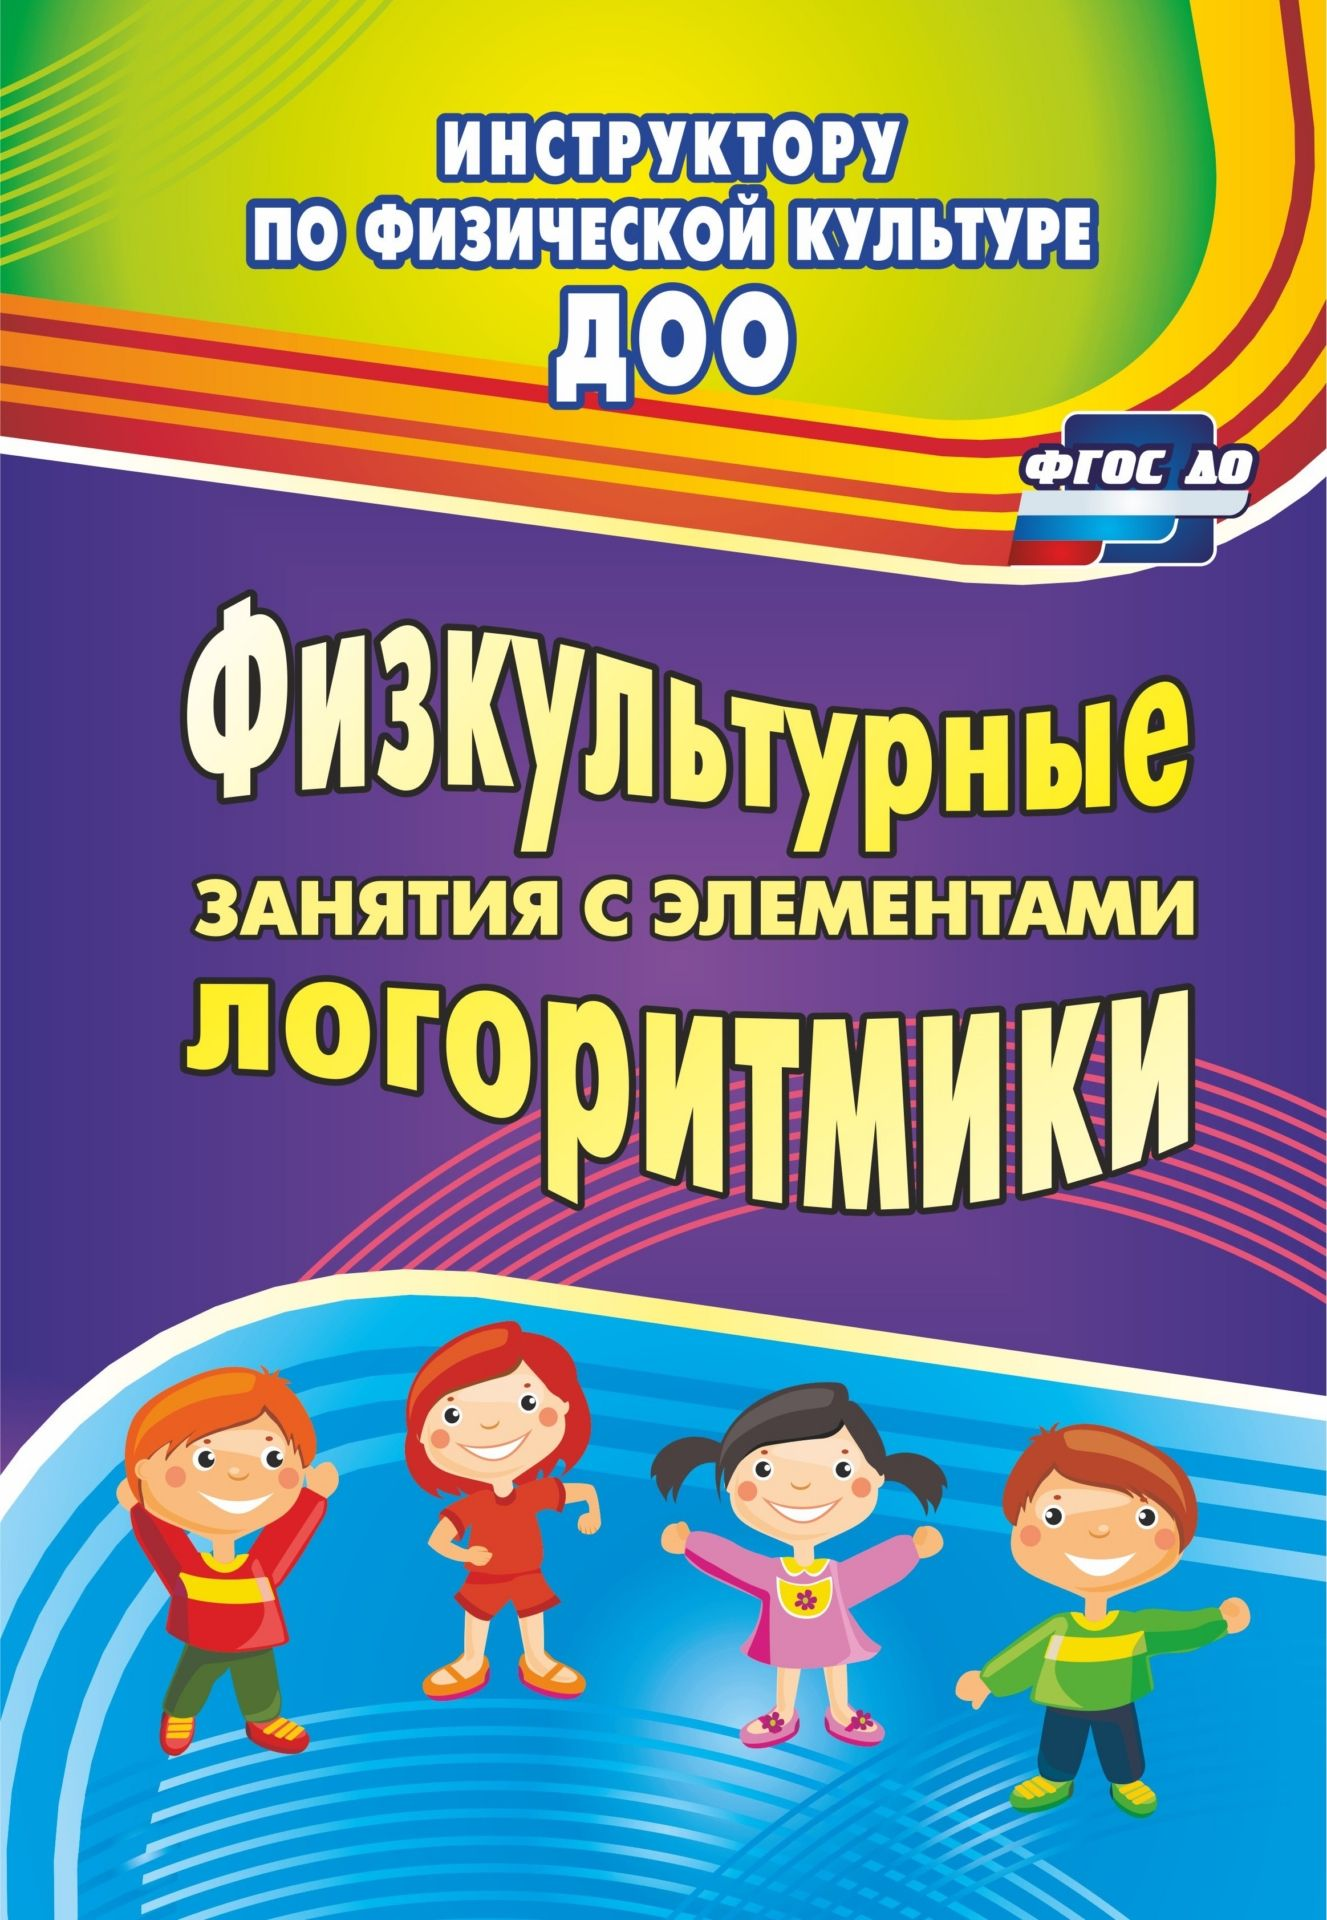 ИНСТРУКТОРУ
ПО ФИЗИЧЕСКОЙ КУЛЬТУРЕ
ДОО
ФГОС ДО
Физкультурные
ЗАНЯТИЯ С ЭЛЕМЕНТАМИ
ЛОГОРИТМИКИ